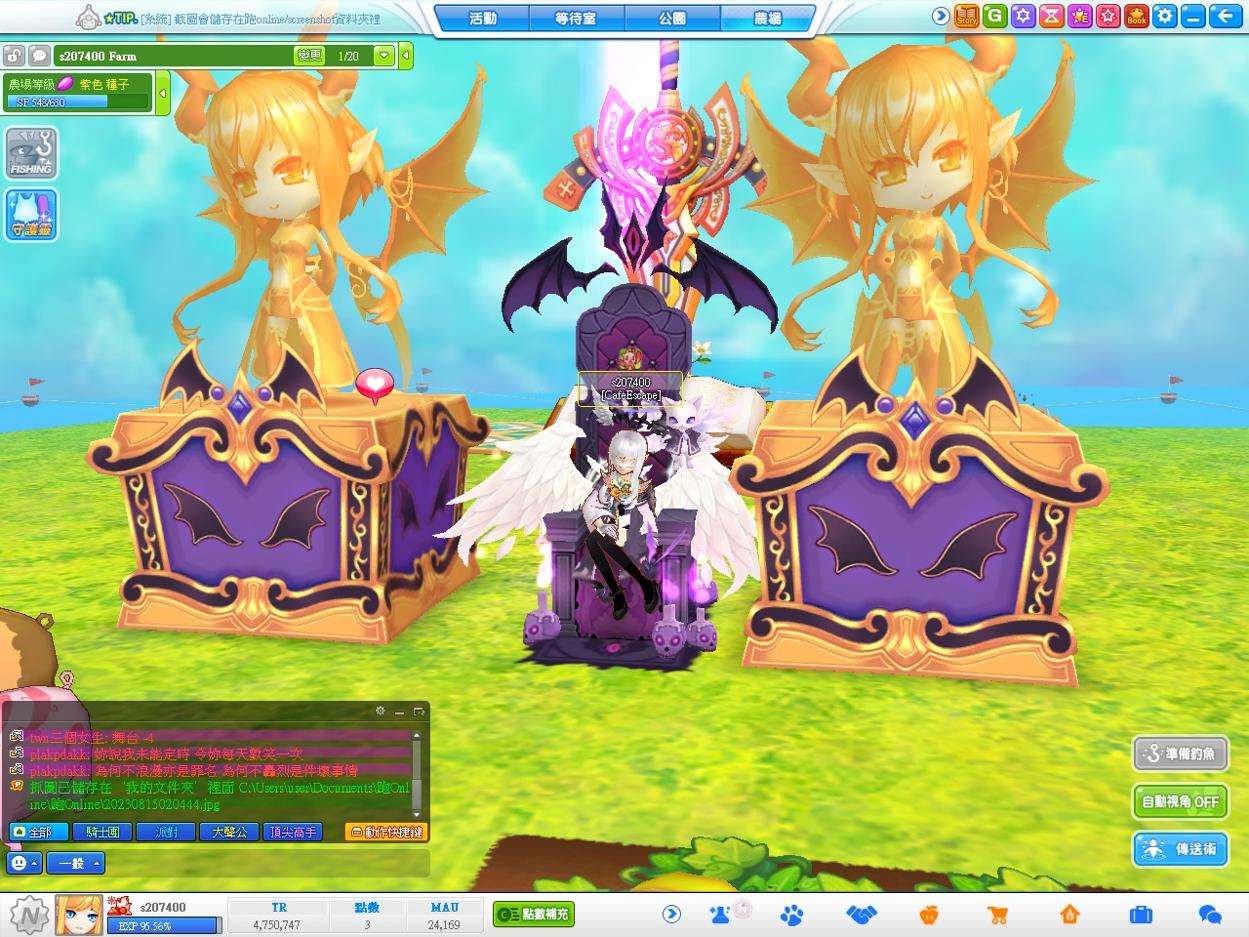 ★TIP. [系統] 截圖會儲存在跑online/screenshot資料夾裡
活動
等待室
公園
農場
Story
G
E
Book
s207400 Farm
變更
1/20
農場等級 紫色 種子
SP 548/630
FISHING
守護靈
s207400
[CafeEscape]
twn三個女生: 舞台 -4
plakpdakk: 妳說我未能定時 令妳每天歡笑一次
plakpdakk: 為何不浪漫亦是罪名 為何不轟烈是件壞事情
抓圖已儲存在‘我的文件夾’裡面 C:\Users\user\Documents\跑Onl
ine\跑Online\20230815020444.jpg
全部
騎士團
派對
大聲公
頂尖高手
動作快捷鍵
一般
準備釣魚
自動視角 OFF
傳送術
N
s207400
EXP 95.56%
TR
4,750,747
點數
3
MAU
24,169
點數補充